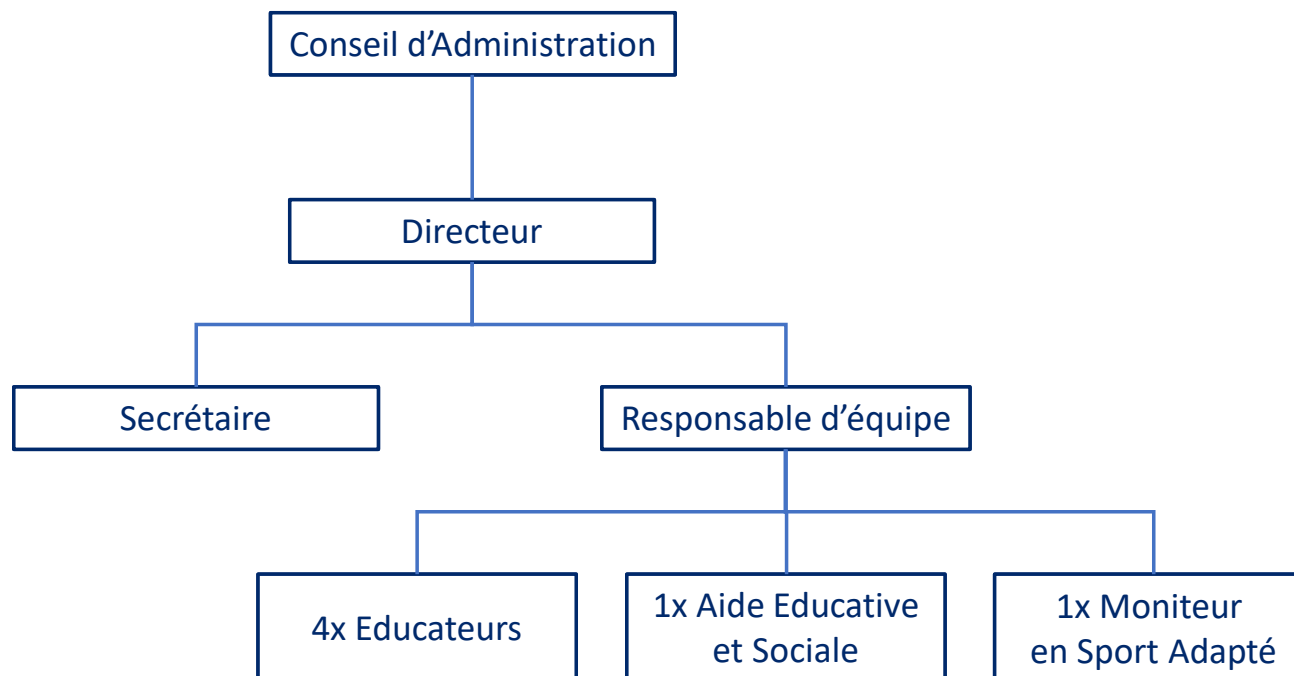 Conseil d’Administration
Directeur
Secrétaire
Responsable d’équipe
4x Educateurs
1x Aide Educative
et Sociale
1x Moniteur
en Sport Adapté